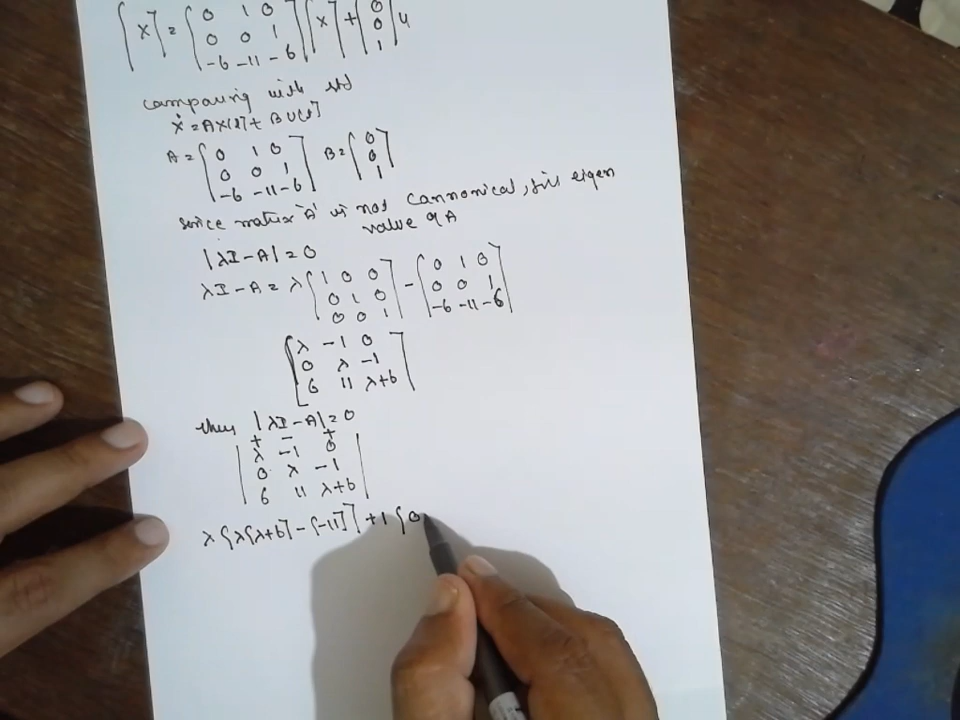 [x] = [0 1 0
0 0 1
-6 -11 -6] [x] + [0
0
1] u
camparing with std
ẋ = AX(t) + BU(t)
A = [0 1 0
0 0 1
-6 -11 -6] B = [0
0
1]
since matrix 'A' is not cannonical, find eigen
value of A
|λI - A| = 0
λI - A = λ [1 0 0
0 1 0
0 0 1] - [0 1 0
0 0 1
-6 -11 -6]
[λ -1 0
0 λ -1
6 11 λ+6]
thus |λI - A| = 0
+ - +
|λ -1 0
0 λ -1
6 11 λ+6|
λ[λ[λ+6] - [-11]] + 1 [0